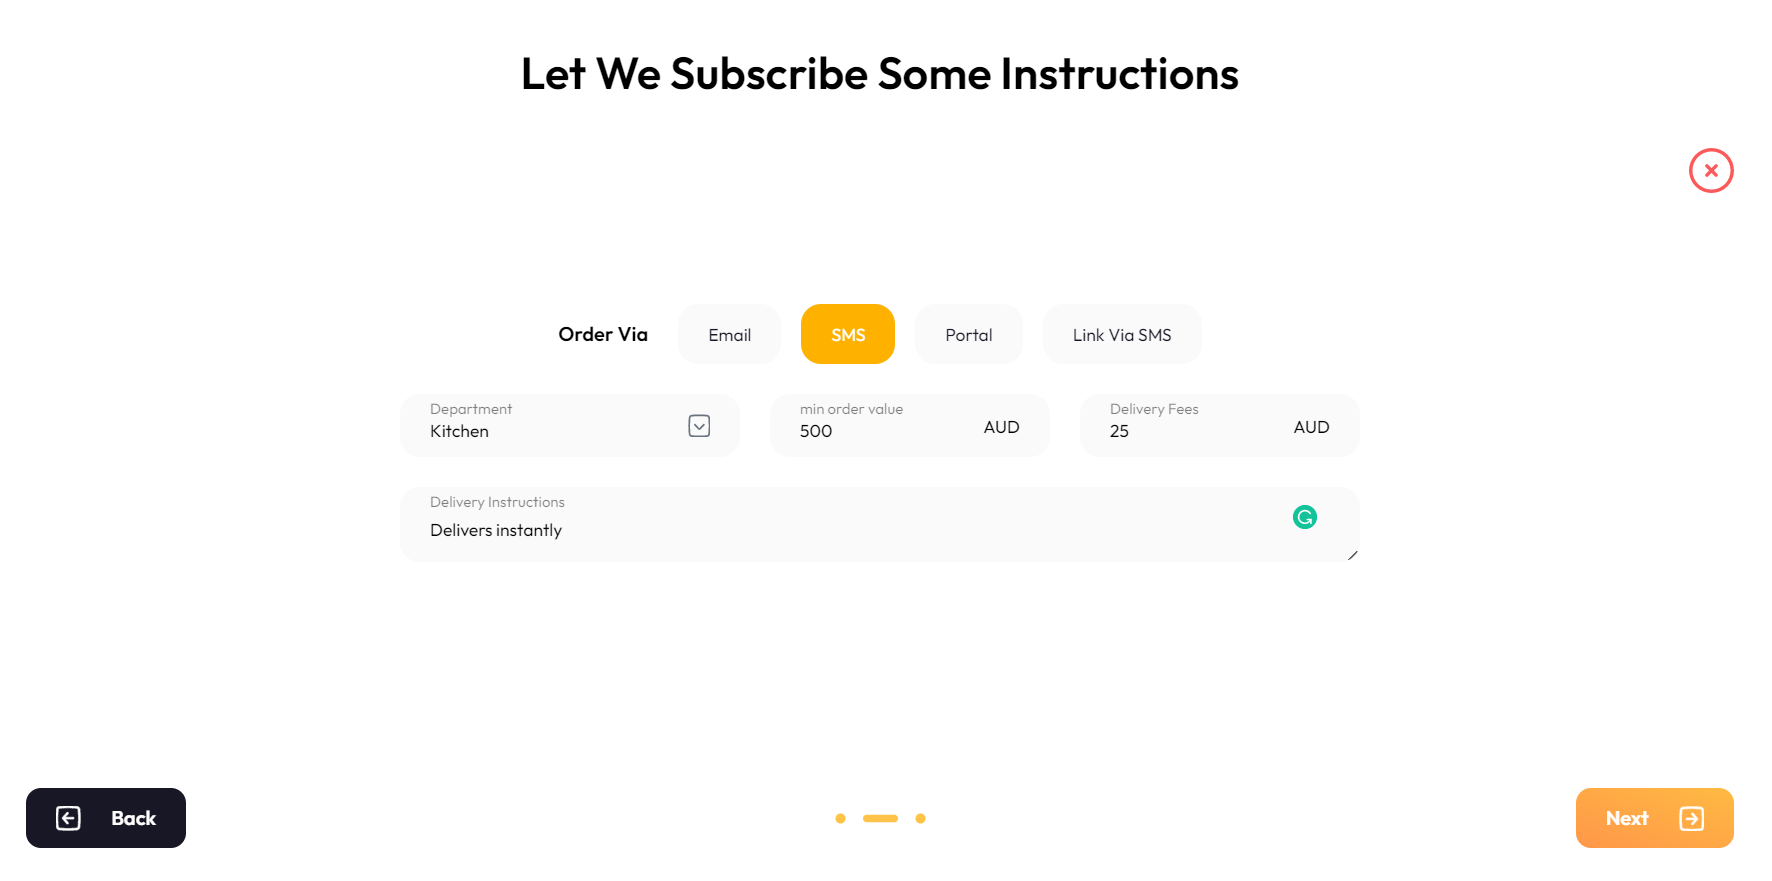 Let We Subscribe Some Instructions
Order Via Email SMS Portal Link Via SMS
Department min order value Delivery Fees
Kitchen 500 AUD 25 AUD
Delivery Instructions
Delivers instantly
Back Next